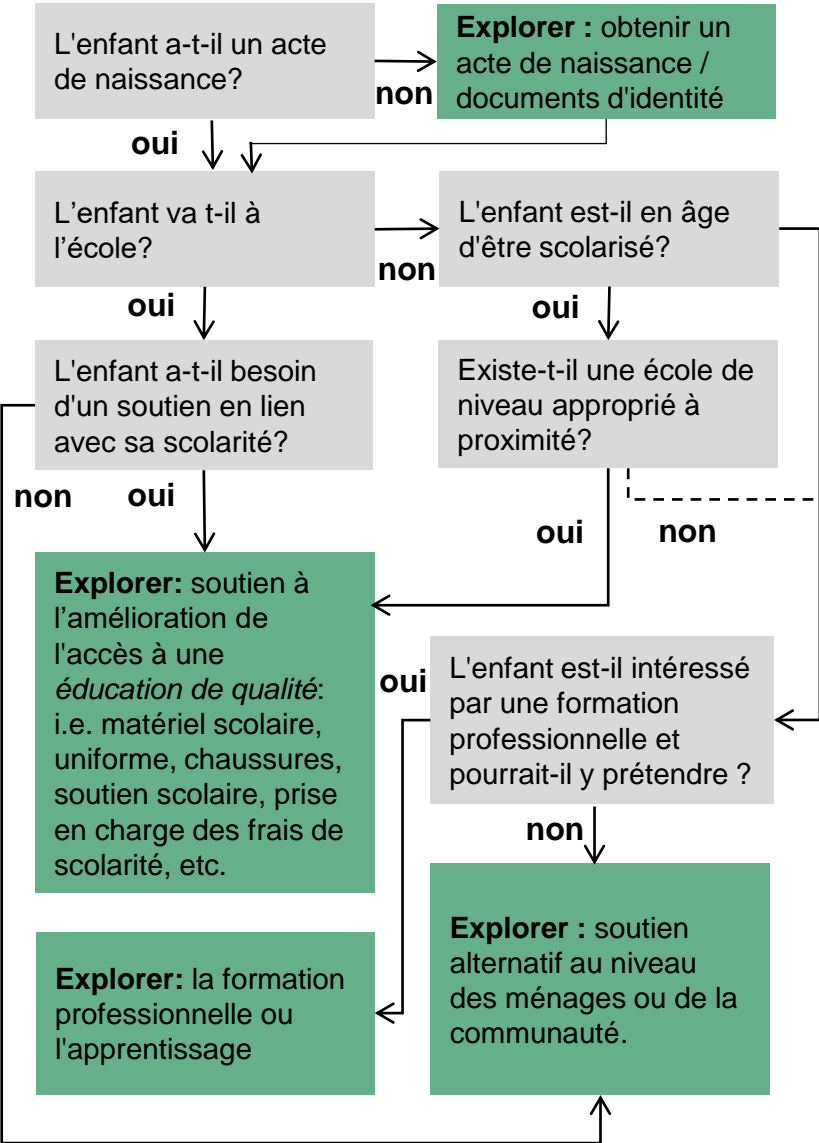 L'enfant a-t-il un acte
de naissance?
non
Explorer : obtenir un
acte de naissance /
documents d'identité
oui
L’enfant va t-il à
l’école?
non
L'enfant est-il en âge
d'être scolarisé?
oui
oui
L'enfant a-t-il besoin
d'un soutien en lien
avec sa scolarité?
Existe-t-il une école de
niveau approprié à
proximité?
non
oui
oui
non
Explorer: soutien à
l’amélioration de
l'accès à une
éducation de qualité:
i.e. matériel scolaire,
uniforme, chaussures,
soutien scolaire, prise
en charge des frais de
scolarité, etc.
oui
L'enfant est-il intéressé
par une formation
professionnelle et
pourrait-il y prétendre ?
non
Explorer: la formation
professionnelle ou
l'apprentissage
Explorer : soutien
alternatif au niveau
des ménages ou de la
communauté.